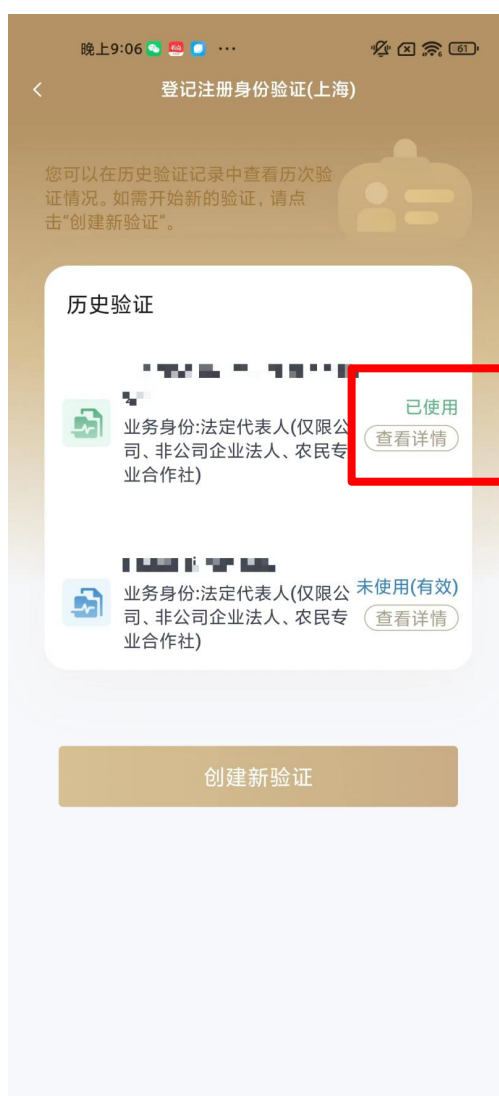 晚上9:06 ··· 61
登记注册身份验证(上海)
您可以在历史验证记录中查看历次验
证情况。如需开始新的验证，请点
击“创建新验证”。
历史验证
已使用
业务身份:法定代表人(仅限公
查看详情
司、非公司企业法人、农民专
业合作社)
未使用(有效)
业务身份:法定代表人(仅限公
司、非公司企业法人、农民专
查看详情
业合作社)
创建新验证